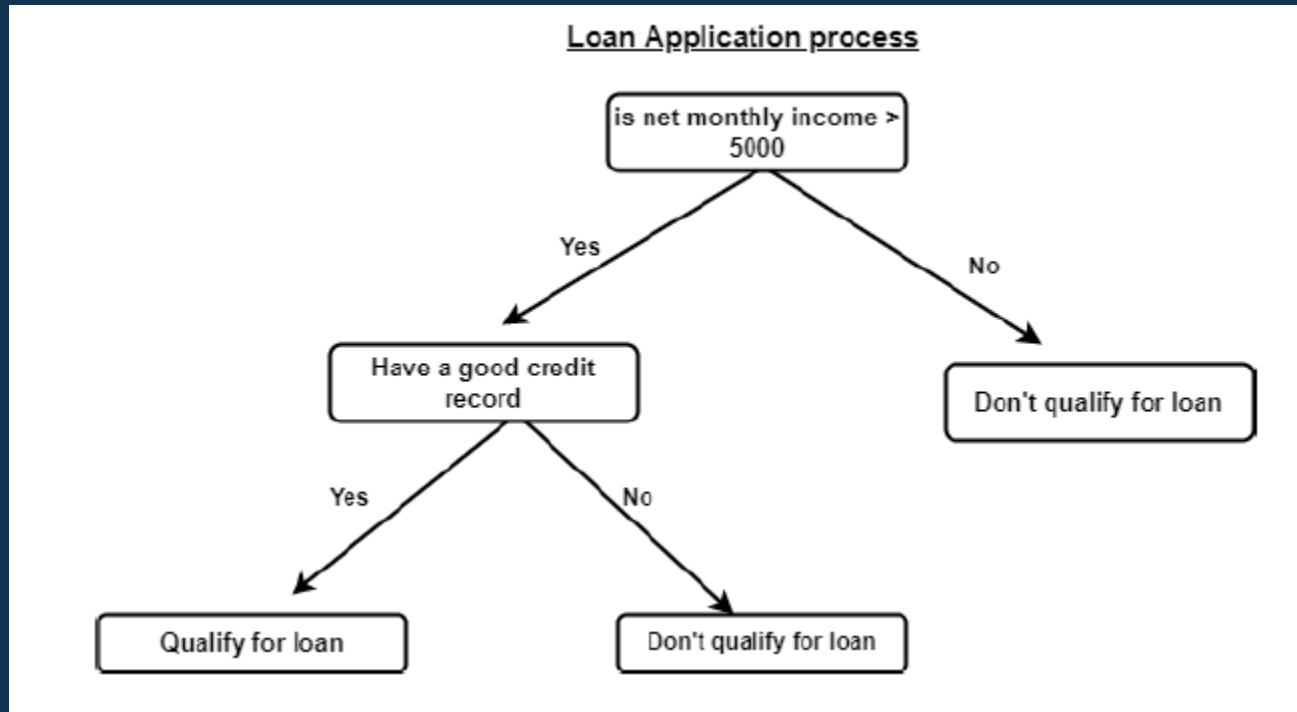 Loan Application process
is net monthly income >
5000
Yes
No
Have a good credit
record
Don't qualify for loan
Yes
No
Qualify for loan
Don't qualify for loan